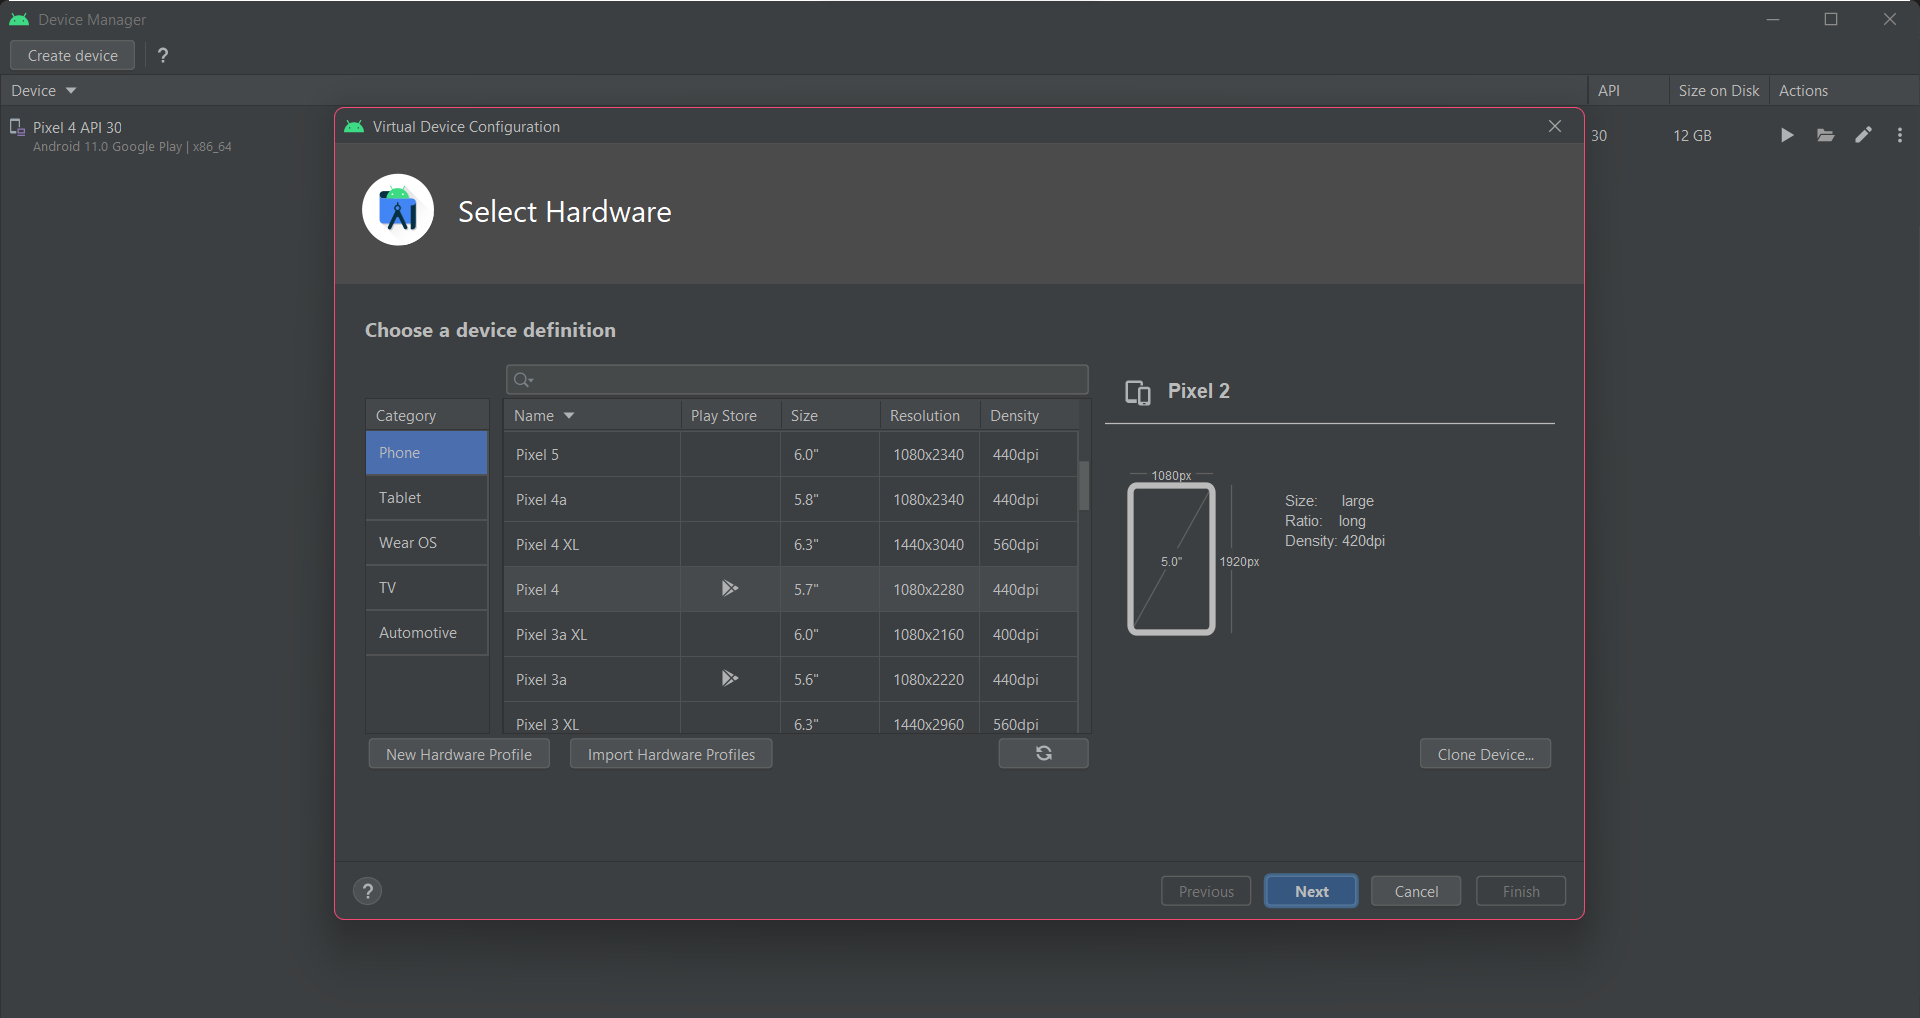 Device Manager
Create device ?
Device API Size on Disk Actions
Pixel 4 API 30
Android 11.0 Google Play | x86_64
30 12 GB
Virtual Device Configuration
Select Hardware
Choose a device definition
Category
Phone
Tablet
Wear OS
TV
Automotive
Name Play Store Size Resolution Density
Pixel 5 6.0" 1080x2340 440dpi
Pixel 4a 5.8" 1080x2340 440dpi
Pixel 4 XL 6.3" 1440x3040 560dpi
Pixel 4 5.7" 1080x2280 440dpi
Pixel 3a XL 6.0" 1080x2160 400dpi
Pixel 3a 5.6" 1080x2220 440dpi
Pixel 3 XL 6.3" 1440x2960 560dpi
Pixel 2
1080px
5.0"
1920px
Size: large
Ratio: long
Density: 420dpi
New Hardware Profile Import Hardware Profiles Clone Device...
? Previous Next Cancel Finish